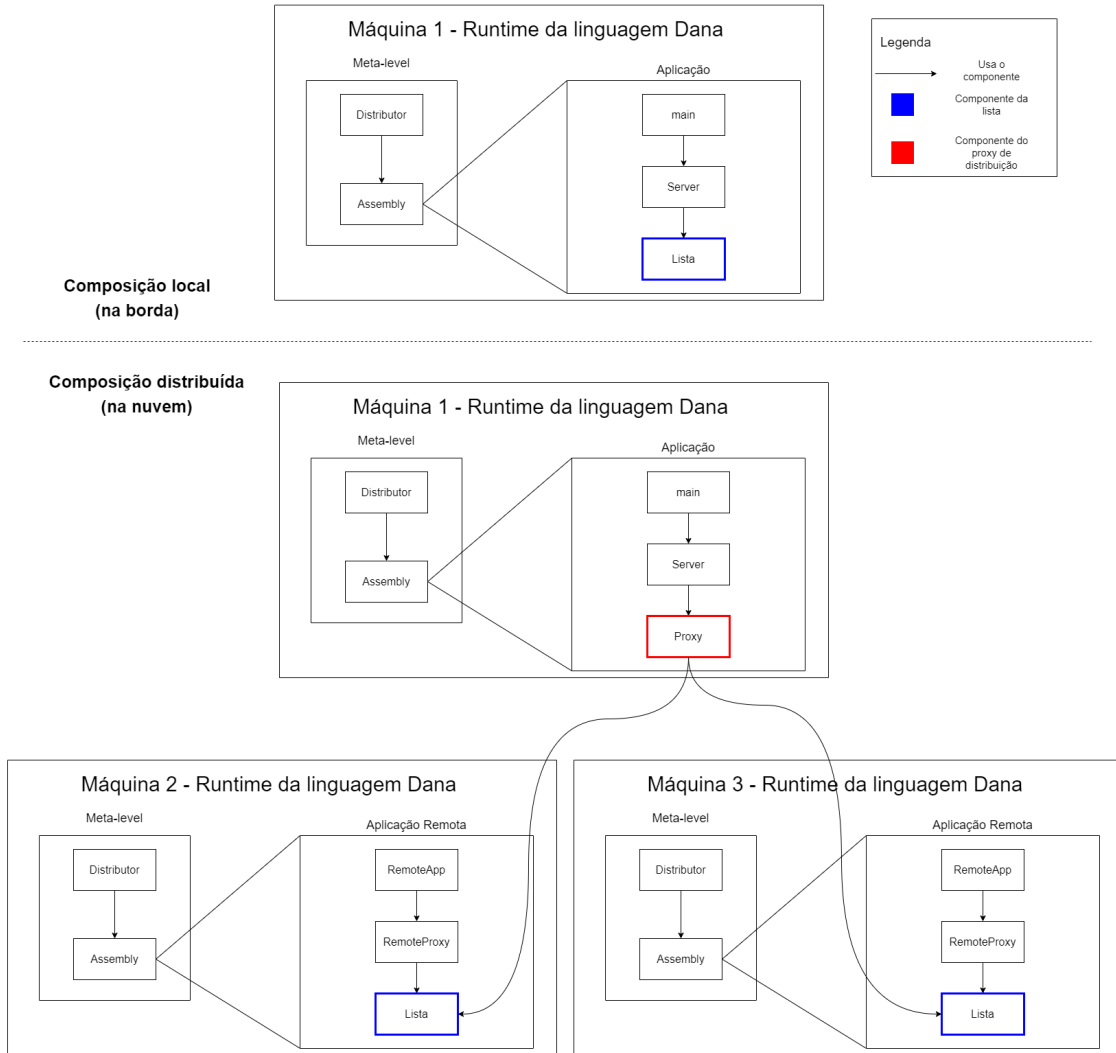 Máquina 1 - Runtime da linguagem Dana
Meta-level
Aplicação
Distributor
Assembly
main
Server
Lista
Legenda
Usa o
componente
Componente da
lista
Componente do
proxy de
distribuição
Composição local
(na borda)
Composição distribuída
(na nuvem)
Máquina 1 - Runtime da linguagem Dana
Meta-level
Aplicação
Distributor
Assembly
main
Server
Proxy
Máquina 2 - Runtime da linguagem Dana
Meta-level
Aplicação Remota
Distributor
Assembly
RemoteApp
RemoteProxy
Lista
Máquina 3 - Runtime da linguagem Dana
Meta-level
Aplicação Remota
Distributor
Assembly
RemoteApp
RemoteProxy
Lista